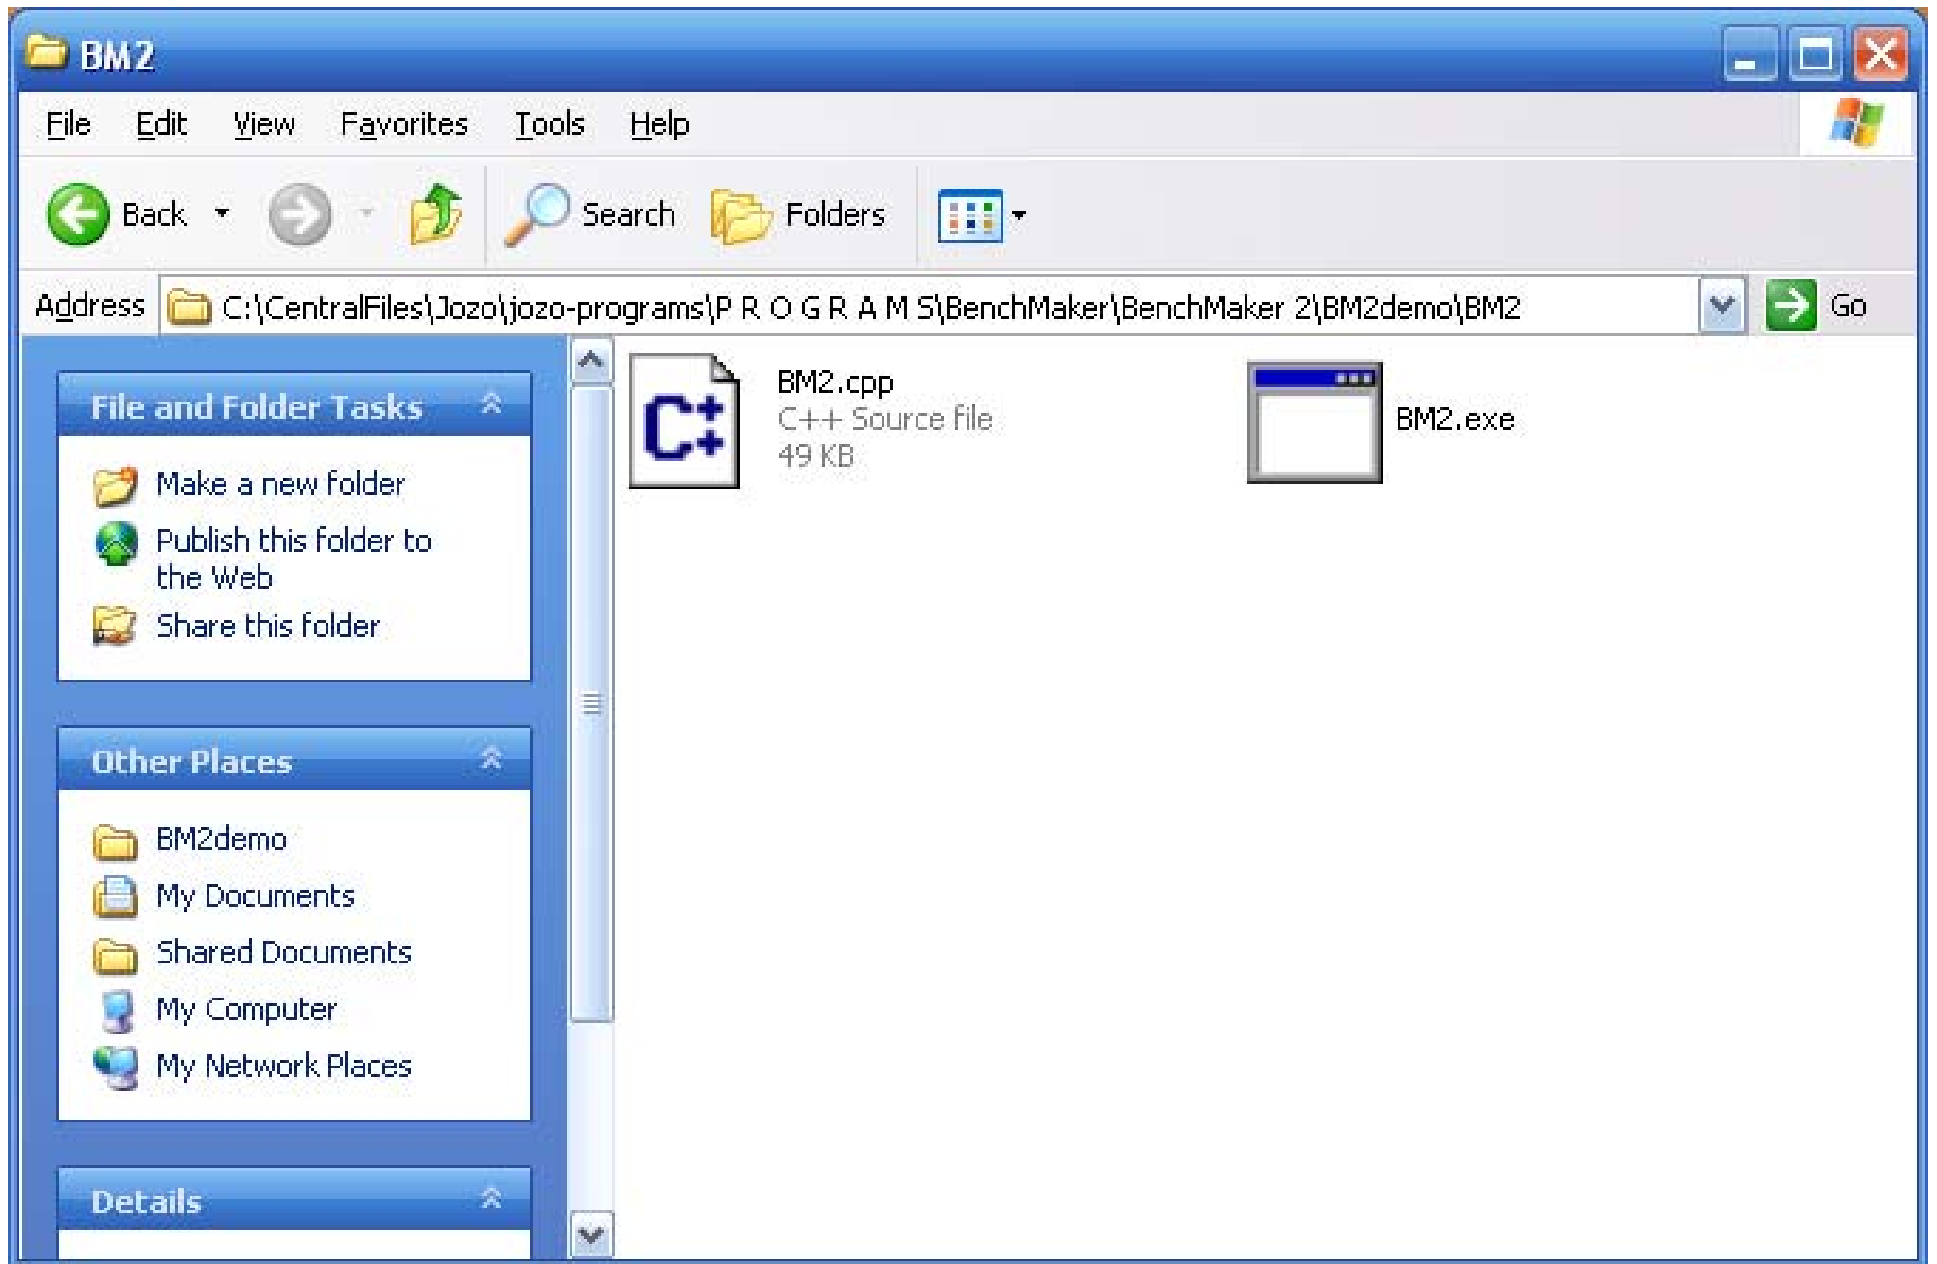 BM2
File Edit View Favorites Tools Help
Back Search Folders
Address C:\CentralFiles\Jozo\jozo-programs\P R O G R A M S\BenchMaker\BenchMaker 2\BM2demo\BM2 Go
File and Folder Tasks
Make a new folder
Publish this folder to
the Web
Share this folder
Other Places
BM2demo
My Documents
Shared Documents
My Computer
My Network Places
Details
BM2.cpp
C++ Source file
49 KB
BM2.exe